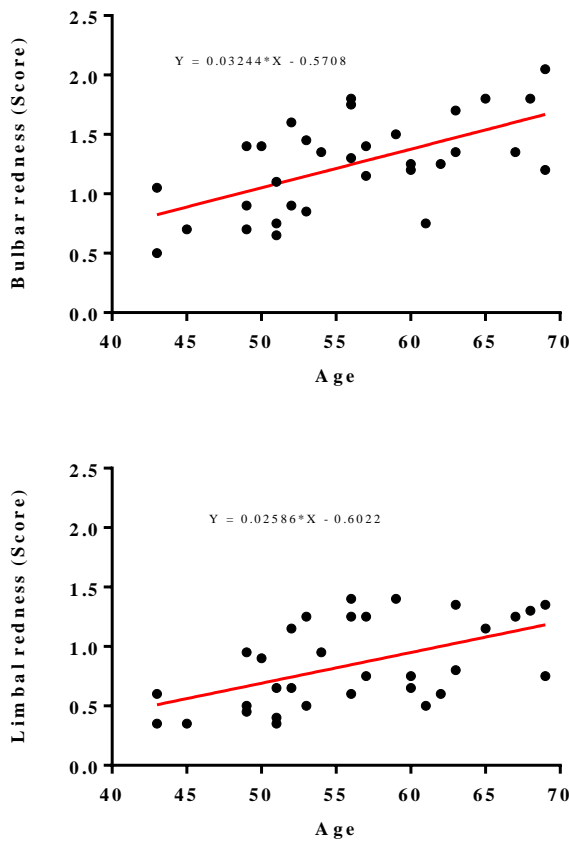 2.5
Y = 0.03244*X - 0.5708
2.0
1.5
1.0
0.5
0.0
Bulbar redness (Score)
40 45 50 55 60 65 70
Age
2.5
Y = 0.02586*X - 0.6022
2.0
1.5
1.0
0.5
0.0
Limbal redness (Score)
40 45 50 55 60 65 70
Age